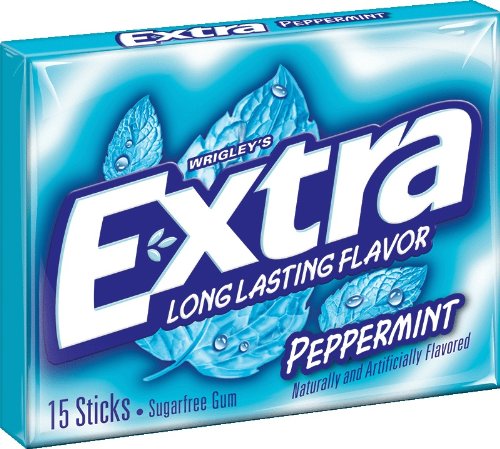 Extra PEPPERMINT
WRIGLEY'S
Extra
LONG LASTING FLAVOR
PEPPERMINT
Naturally and Artificially Flavored
15 Sticks • Sugarfree Gum